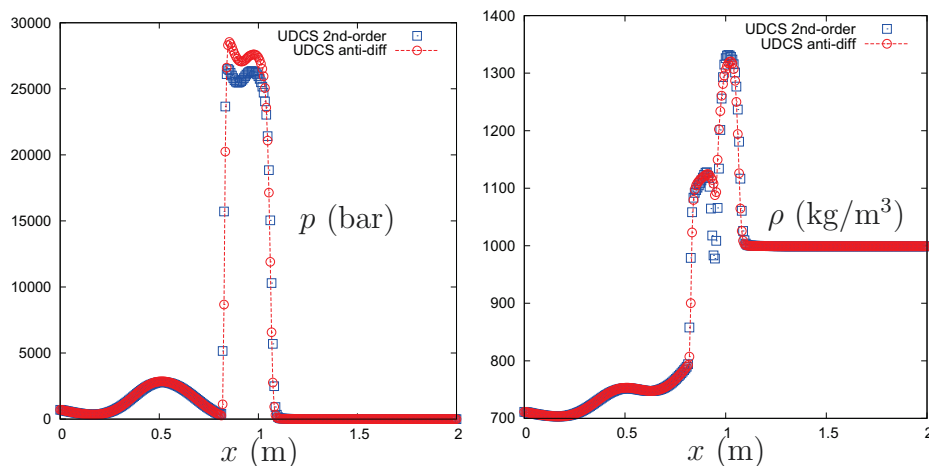 30000
25000
20000
15000
10000
5000
0
UDCS 2nd-order
UDCS anti-diff
p (bar)
0 0.5 1 1.5 2
x (m)
1400
1300
1200
1100
1000
900
800
700
UDCS 2nd-order
UDCS anti-diff
ρ (kg/m³)
0 0.5 1 1.5 2
x (m)